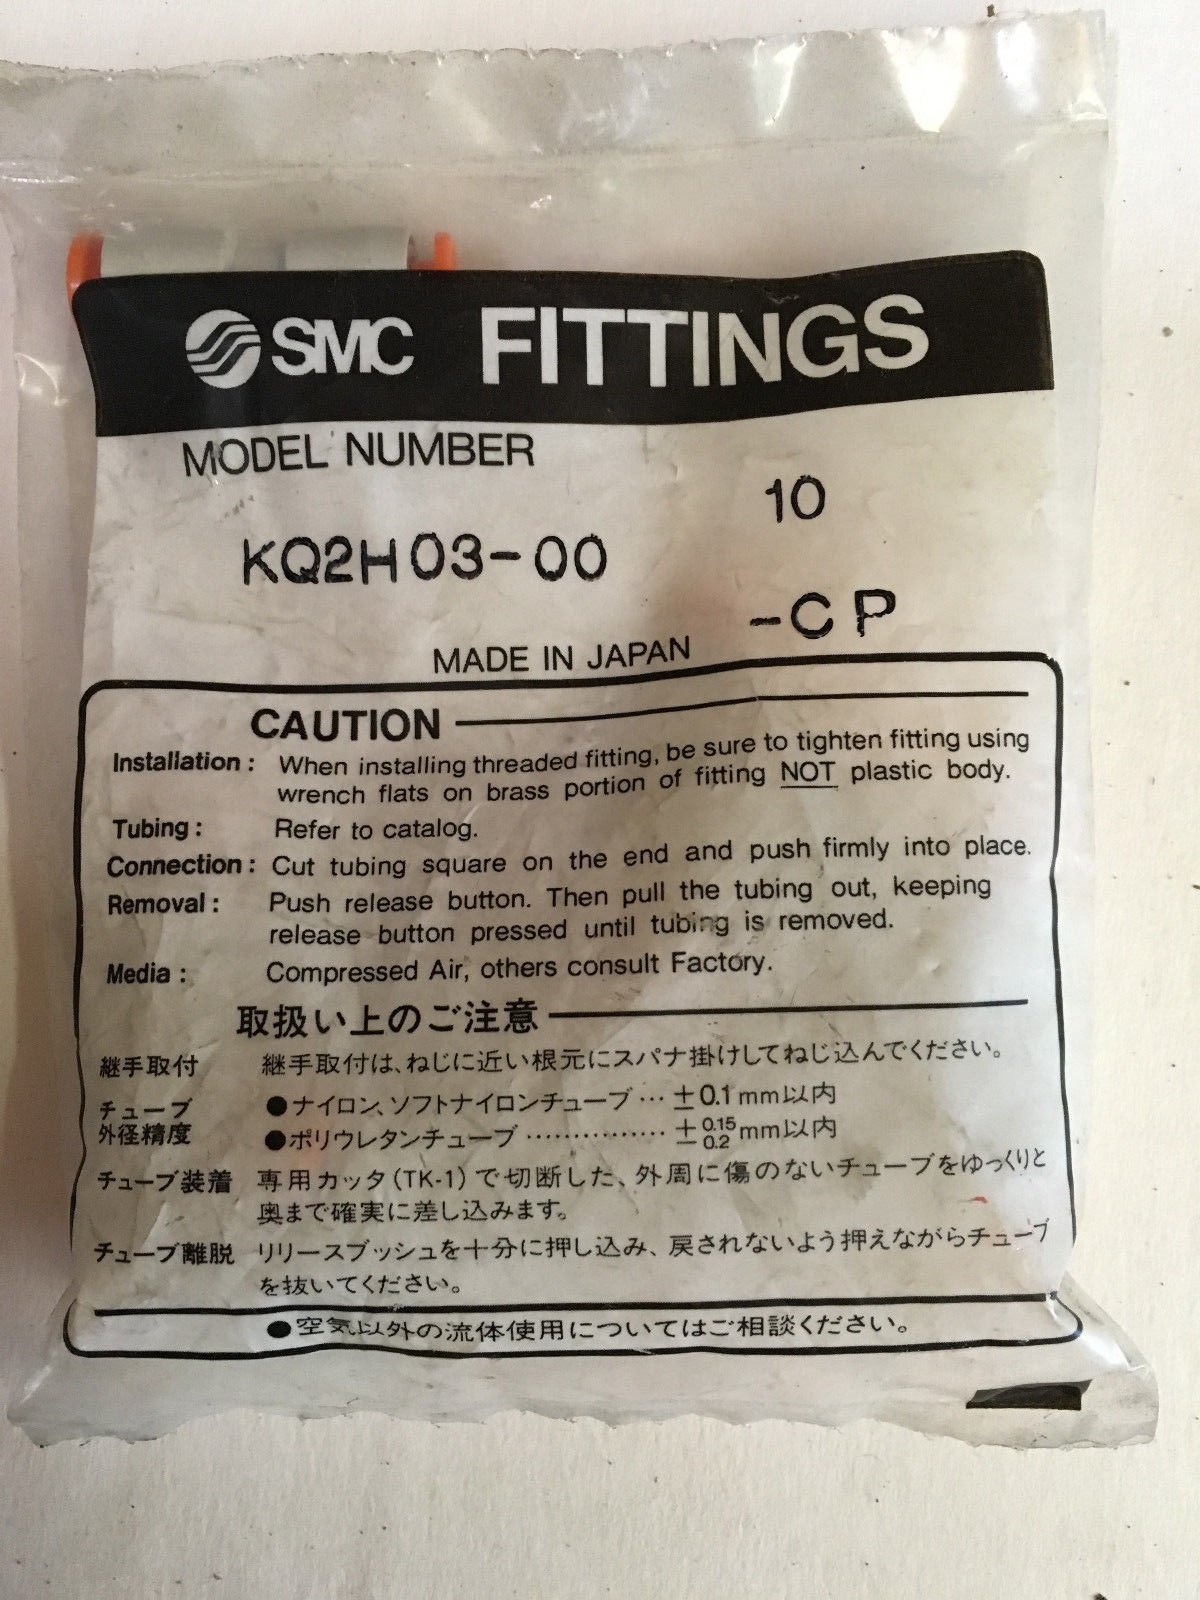 SMC FITTINGS
MODEL NUMBER
10
KQ2H03-00
-CP
MADE IN JAPAN
CAUTION
Installation: When installing threaded fitting, be sure to tighten fitting using
wrench flats on brass portion of fitting NOT plastic body.
Tubing: Refer to catalog.
Connection: Cut tubing square on the end and push firmly into place.
Removal: Push release button. Then pull the tubing out, keeping
release button pressed until tubing is removed.
Media: Compressed Air, others consult Factory.
取扱い上のご注意
継手取付 継手取付は、ねじに近い根元にスパナ掛けしてねじ込んでください。
チューブ
外径精度
●ナイロン、ソフトナイロンチューブ … ±0.1mm以内
●ポリウレタンチューブ …………… ± 0.15 0.2 mm以内
チューブ装着 専用カッタ(TK-1)で切断した、外周に傷のないチューブをゆっくりと
奥まで確実に差し込みます。
チューブ離脱 リリースブッシュを十分に押し込み、戻されないよう押えながらチューブ
を抜いてください。
●空気以外の流体使用についてはご相談ください。